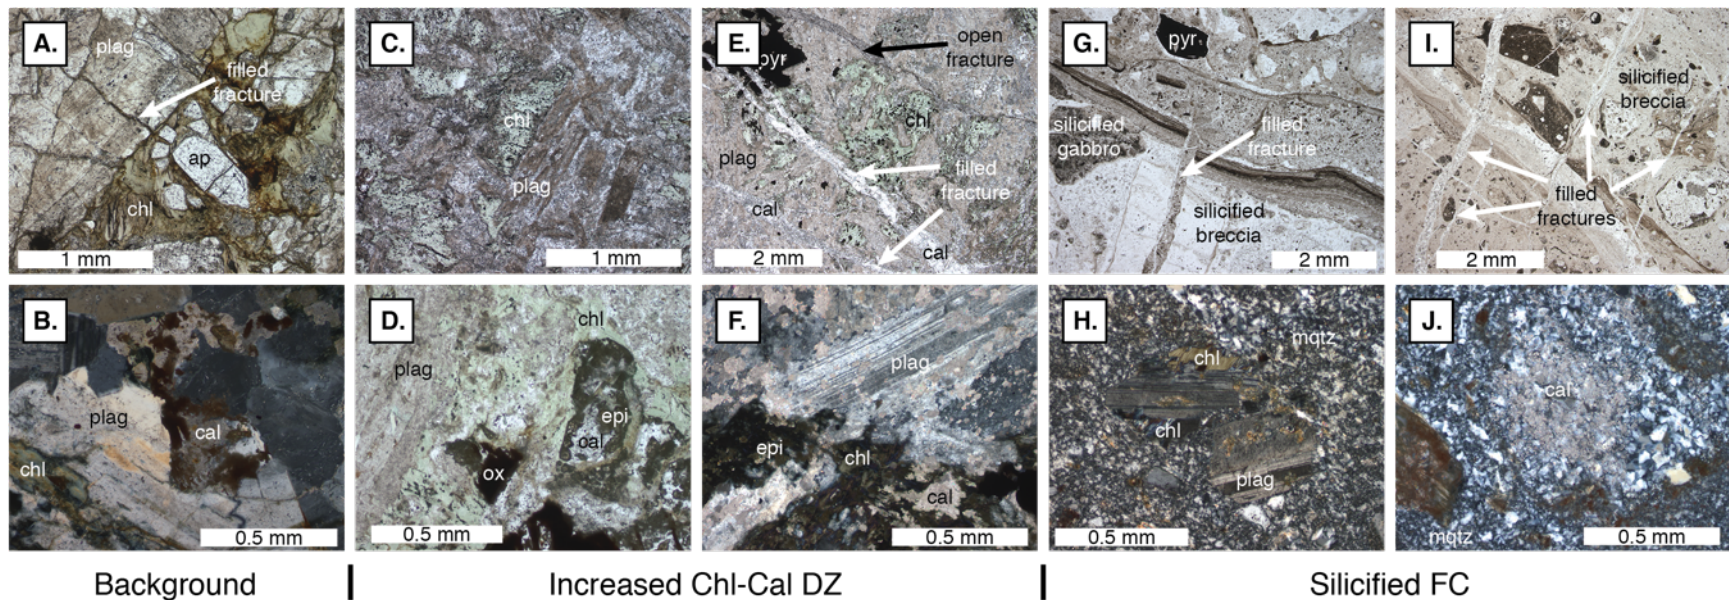 A.
plag
filled
fracture
ap
chl
1 mm
C.
chl
plag
1 mm
E.
pyr
open
fracture
chl
plag
filled
fracture
cal
cal
2 mm
G.
pyr
silicified
gabbro
filled
fracture
silicified
breccia
2 mm
I.
silicified
breccia
filled
fractures
2 mm
B.
plag
cal
chl
0.5 mm
D.
chl
plag
epi
cal
ox
0.5 mm
F.
plag
epi
chl
cal
0.5 mm
H.
mqtz
chl
chl
plag
0.5 mm
J.
cal
mqtz
0.5 mm
Background
Increased Chl-Cal DZ
Silicified FC